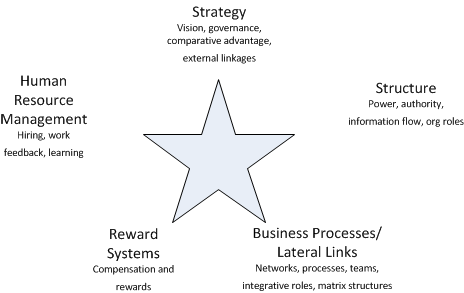 Strategy
Vision, governance,
comparative advantage,
external linkages
Human
Resource
Management
Hiring, work
feedback, learning
Structure
Power, authority,
information flow, org roles
Reward
Systems
Compensation and
rewards
Business Processes/
Lateral Links
Networks, processes, teams,
integrative roles, matrix structures